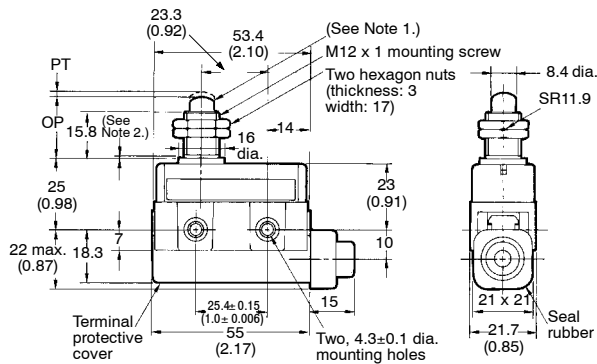 23.3
(0.92)
53.4
(2.10)
(See Note 1.)
M12 x 1 mounting screw
Two hexagon nuts
(thickness: 3
width: 17)
8.4 dia.
SR11.9
PT
OP
15.8
(See
Note 2.)
16
dia.
14
25
(0.98)
23
(0.91)
7
10
22 max.
(0.87)
18.3
25.4± 0.15
(1.0± 0.006)
15
55
(2.17)
Terminal
protective
cover
Two, 4.3±0.1 dia.
mounting holes
21 x 21
21.7
(0.85)
Seal
rubber